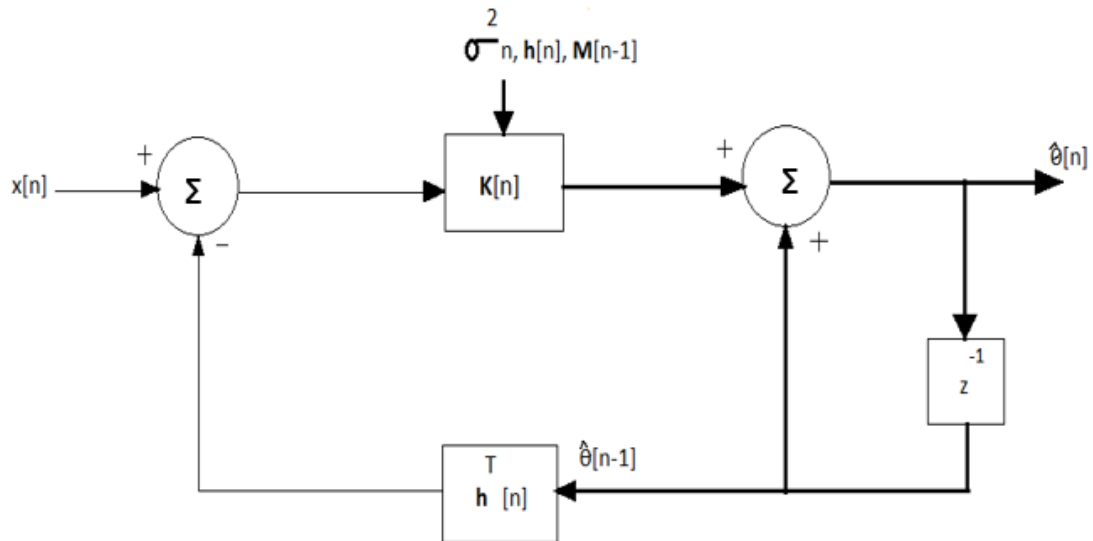 2
σ n, h[n], M[n-1]
+
x[n]
Σ
−
K[n]
+
Σ
+
θ̂[n]
-1
z
θ̂[n-1]
T
h [n]